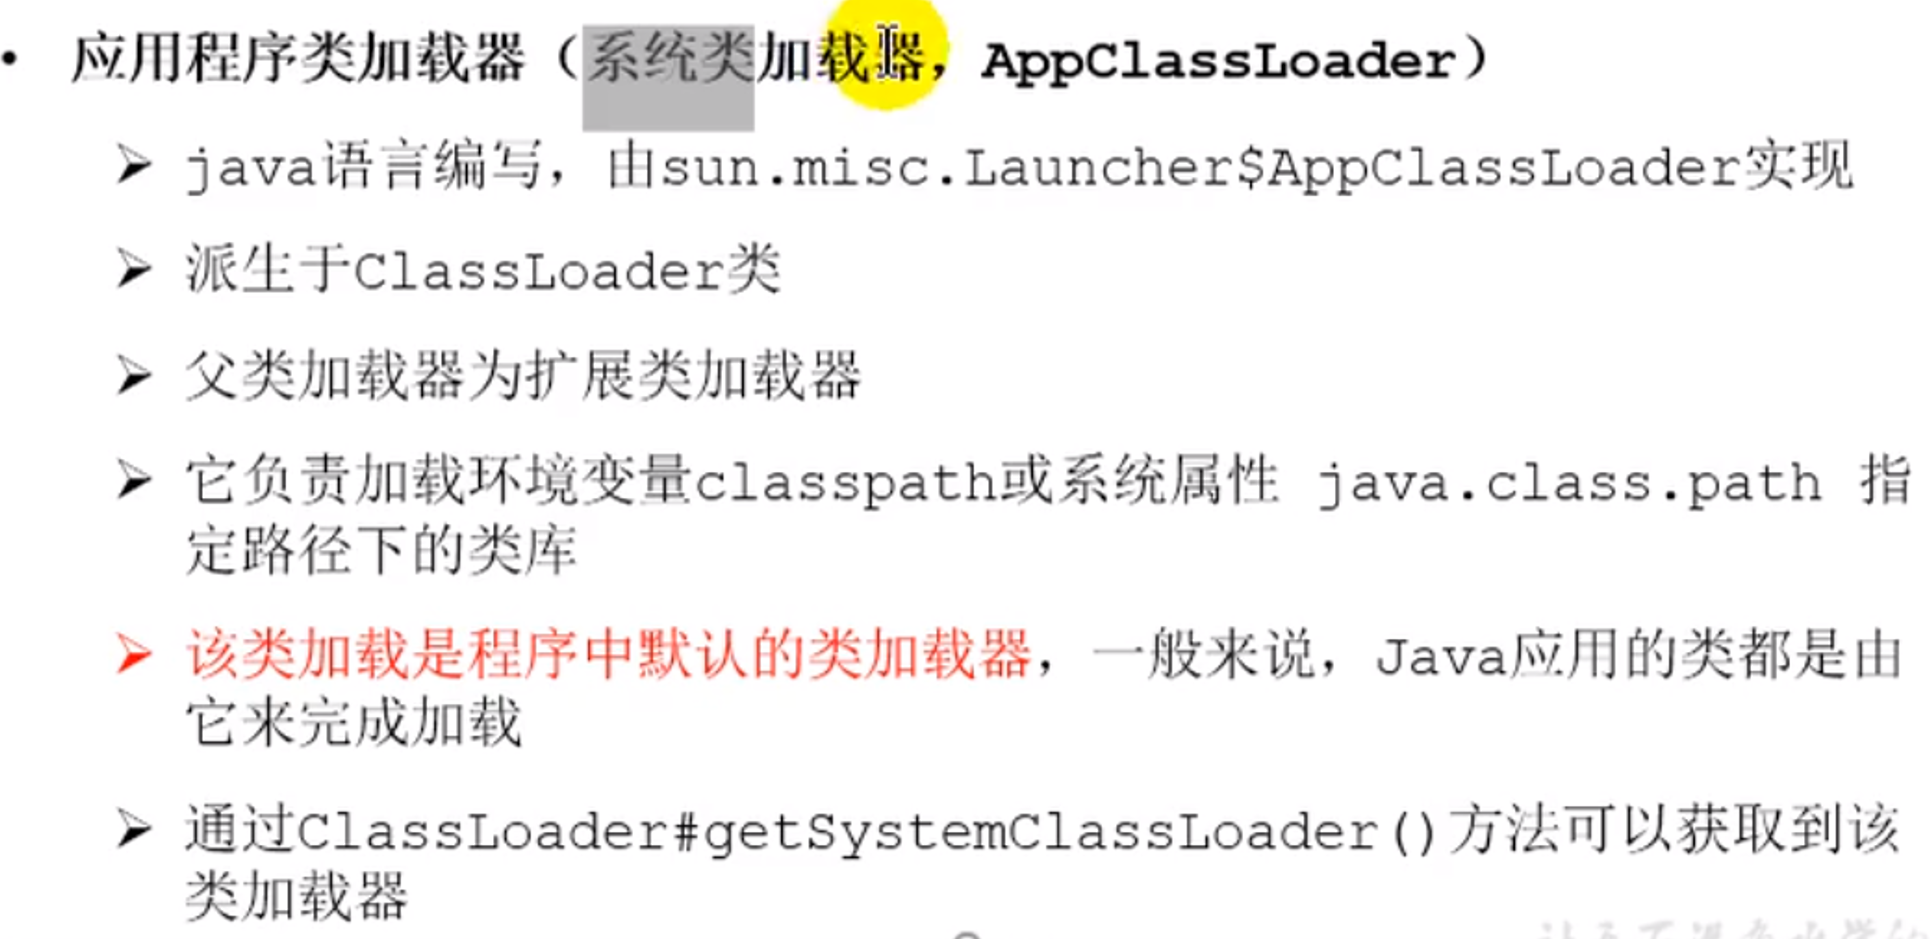 • 应用程序类加载器（系统类加载器，AppClassLoader）
➢ java语言编写，由sun.misc.Launcher$AppClassLoader实现
➢ 派生于ClassLoader类
➢ 父类加载器为扩展类加载器
➢ 它负责加载环境变量classpath或系统属性 java.class.path 指
定路径下的类库
➢ 该类加载是程序中默认的类加载器，一般来说，Java应用的类都是由
它来完成加载
➢ 通过ClassLoader#getSystemClassLoader()方法可以获取到该
类加载器